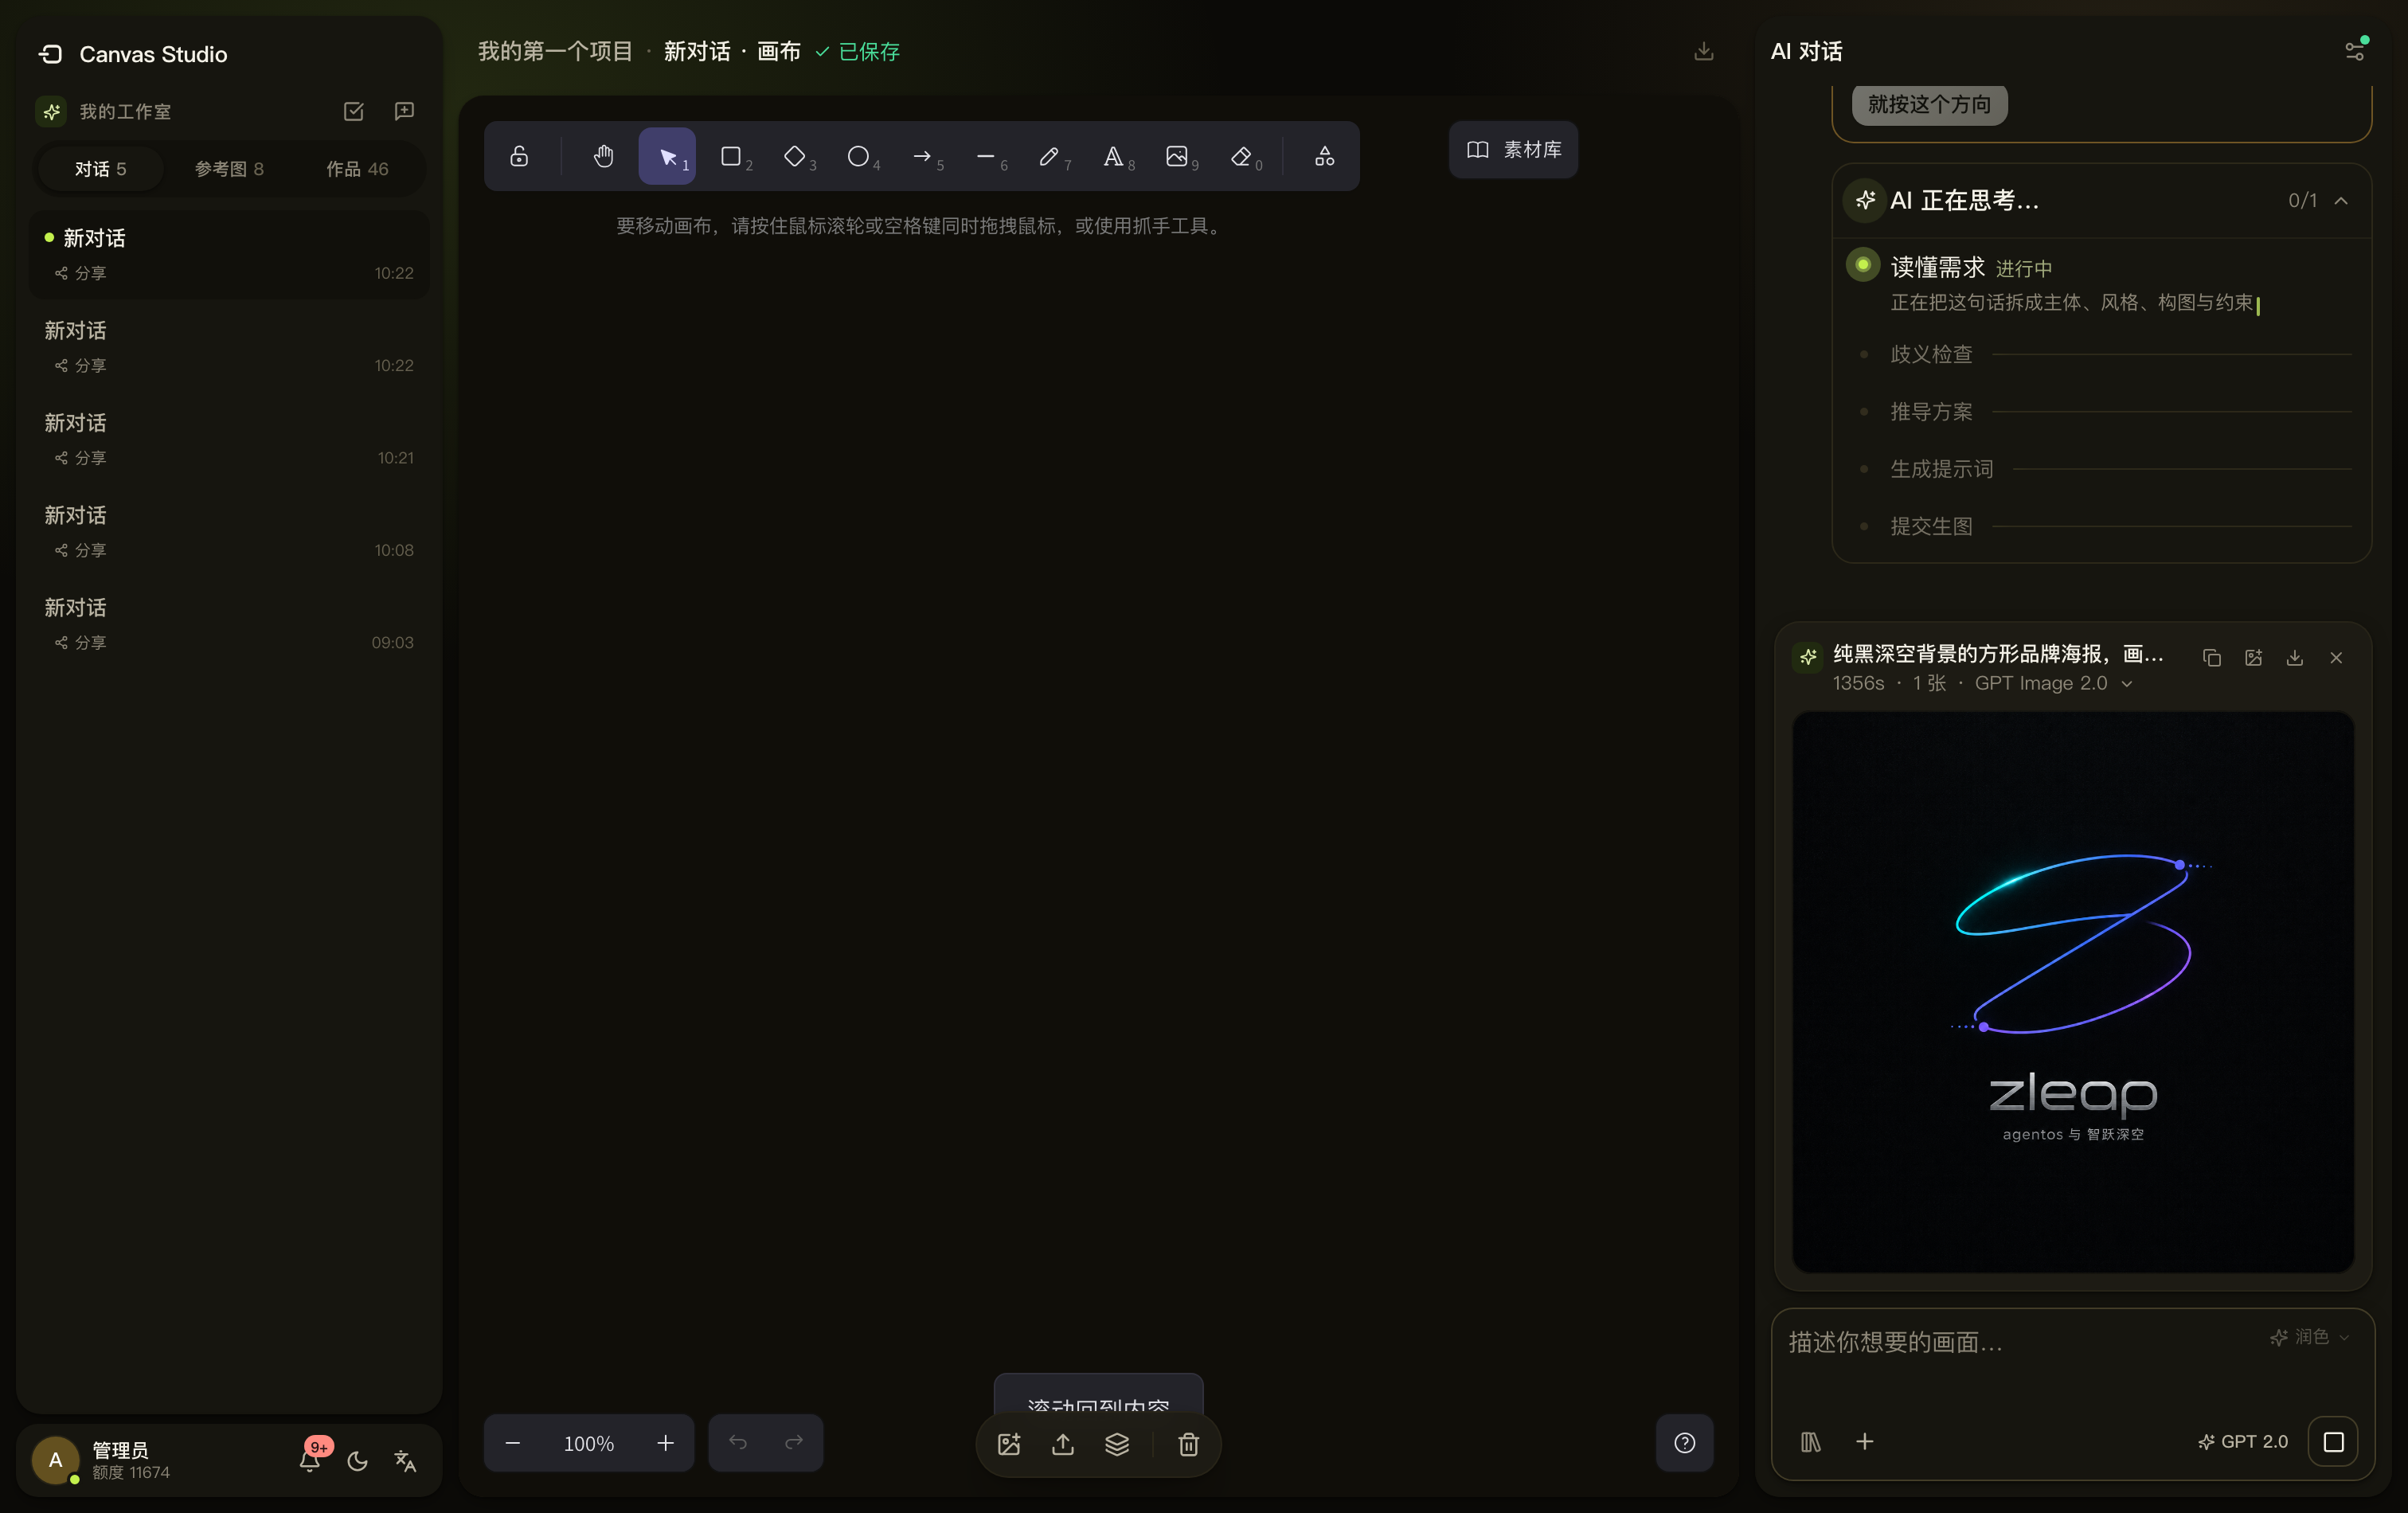 Canvas Studio
我的工作室
对话 5
参考图 8
作品 46
新对话
分享
10:22
新对话
分享
10:22
新对话
分享
10:21
新对话
分享
10:08
新对话
分享
09:03
A
管理员
额度 11674
9+
我的第一个项目 · 新对话 · 画布 已保存
1
2
3
4
5
6
7
8
9
0
素材库
要移动画布，请按住鼠标滚轮或空格键同时拖拽鼠标，或使用抓手工具。
滚动回到内容
100%
AI 对话
就按这个方向
AI 正在思考...
0/1
读懂需求 进行中
正在把这句话拆成主体、风格、构图与约束
歧义检查
推导方案
生成提示词
提交生图
纯黑深空背景的方形品牌海报，画...
1356s · 1 张 · GPT Image 2.0
zleap
agentos 与 智跃深空
描述你想要的画面...
润色
GPT 2.0